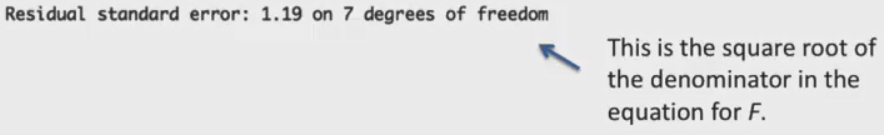 Residual standard error: 1.19 on 7 degrees of freedom
This is the square root of
the denominator in the
equation for F.